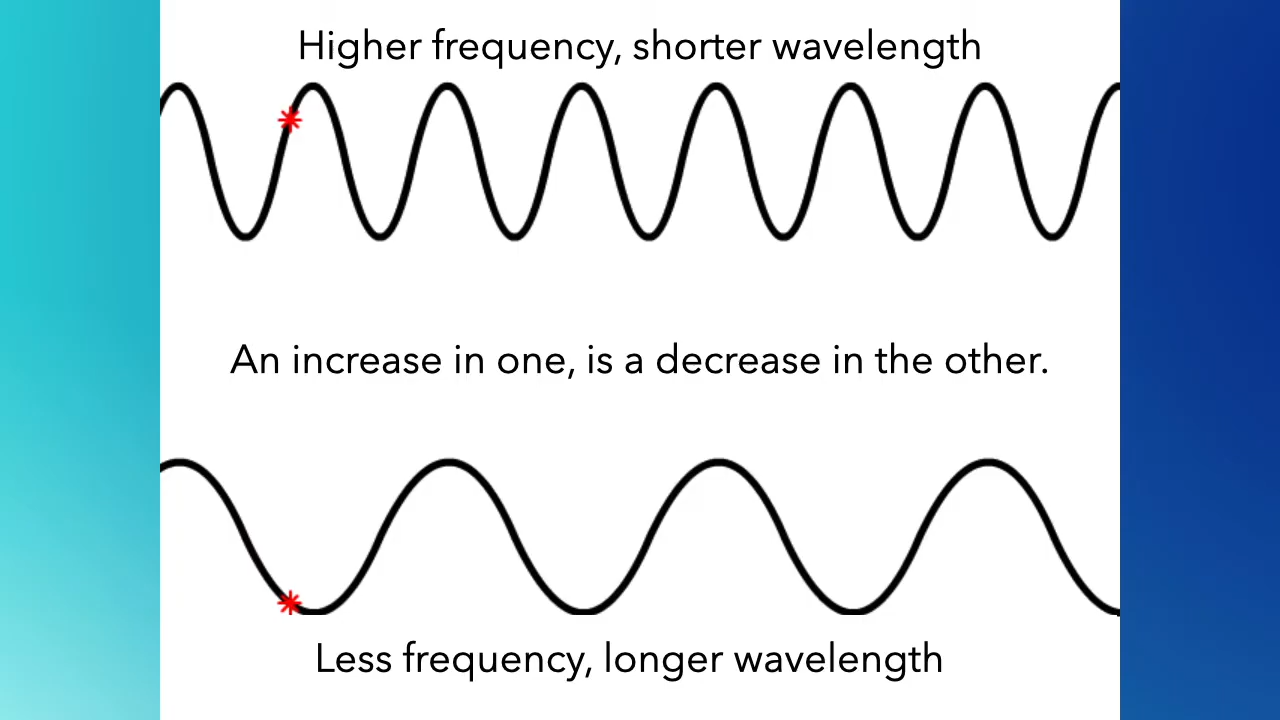 Higher frequency, shorter wavelength
An increase in one, is a decrease in the other.
Less frequency, longer wavelength